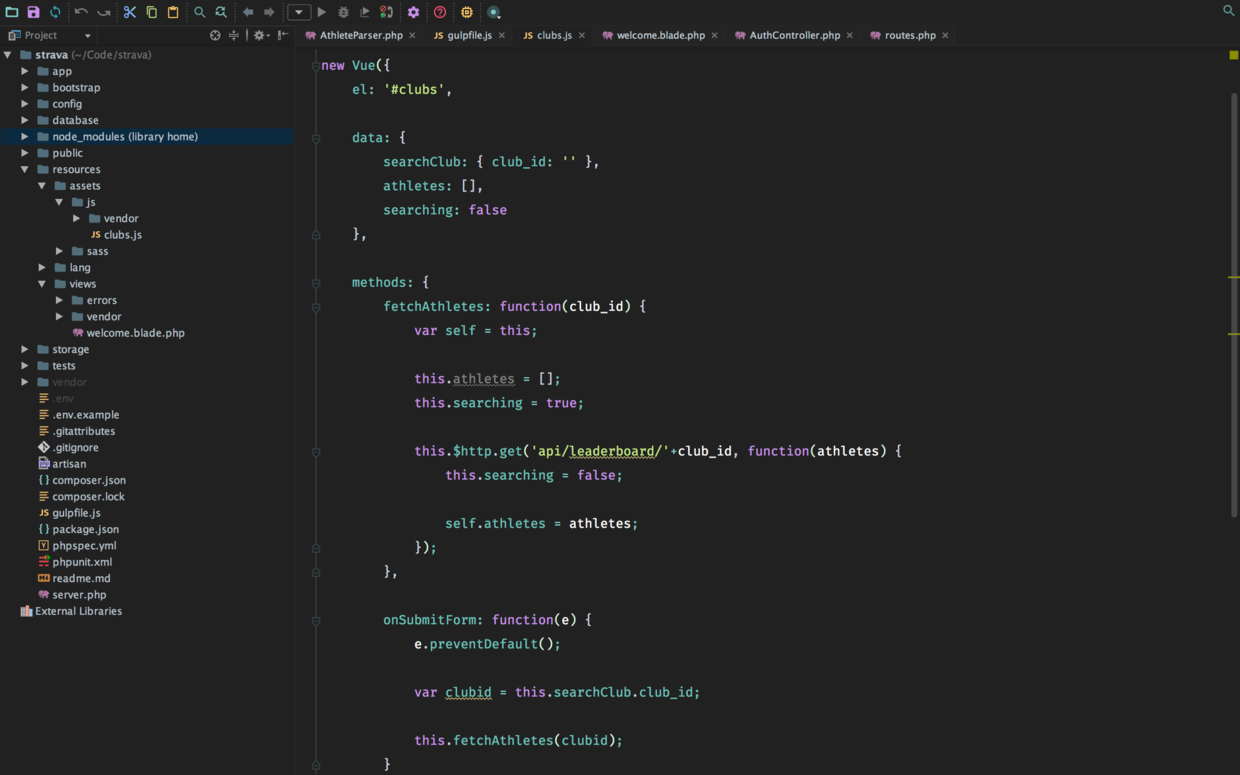 AthleteParser.php
gulpfile.js
clubs.js
welcome.blade.php
AuthController.php
routes.php
Project
strava (~/Code/strava)
app
bootstrap
config
database
node_modules (library home)
public
resources
assets
js
vendor
JS clubs.js
sass
lang
views
errors
vendor
welcome.blade.php
storage
tests
vendor
.env
.env.example
.gitattributes
.gitignore
artisan
composer.json
composer.lock
JS gulpfile.js
package.json
phpspec.yml
phpunit.xml
readme.md
server.php
External Libraries
new Vue({
el: '#clubs',
data: {
searchClub: { club_id: '' },
athletes: [],
searching: false
},
methods: {
fetchAthletes: function(club_id) {
var self = this;
this.athletes = [];
this.searching = true;
this.$http.get('api/leaderboard/'+club_id, function(athletes) {
this.searching = false;
self.athletes = athletes;
});
},
onSubmitForm: function(e) {
e.preventDefault();
var clubid = this.searchClub.club_id;
this.fetchAthletes(clubid);
}